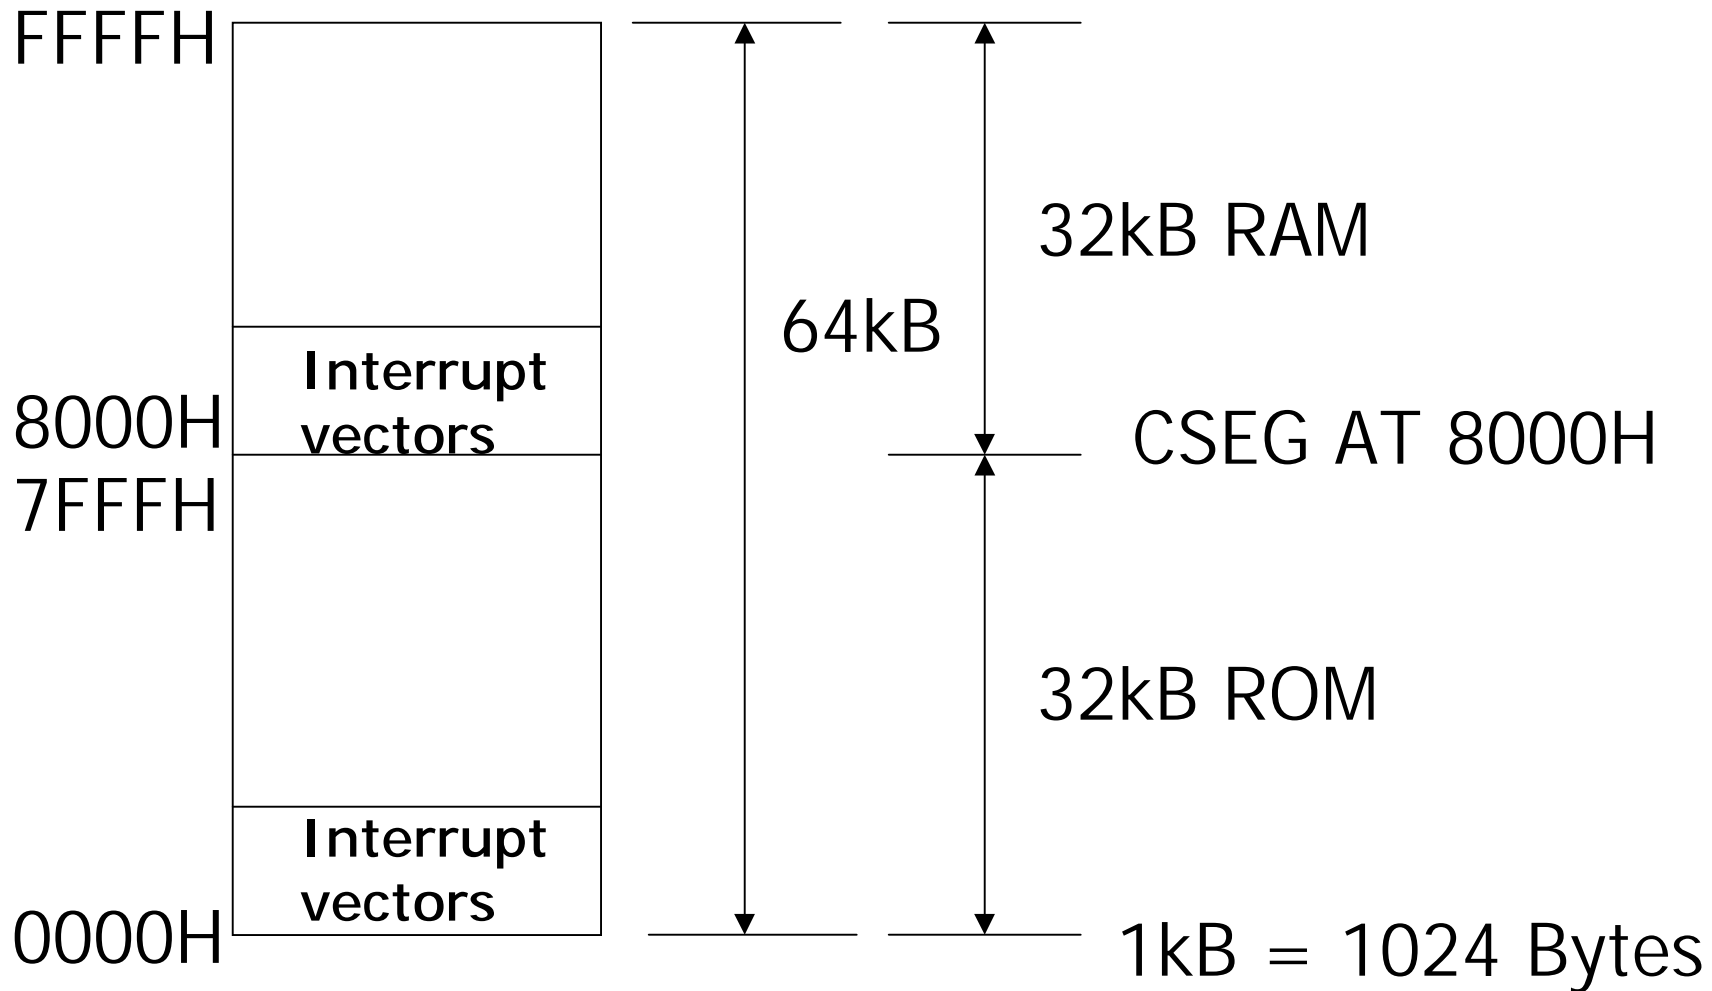 FFFFH
32kB RAM
64kB
Interrupt
vectors
8000H
CSEG AT 8000H
7FFFH
32kB ROM
Interrupt
vectors
0000H
1kB = 1024 Bytes